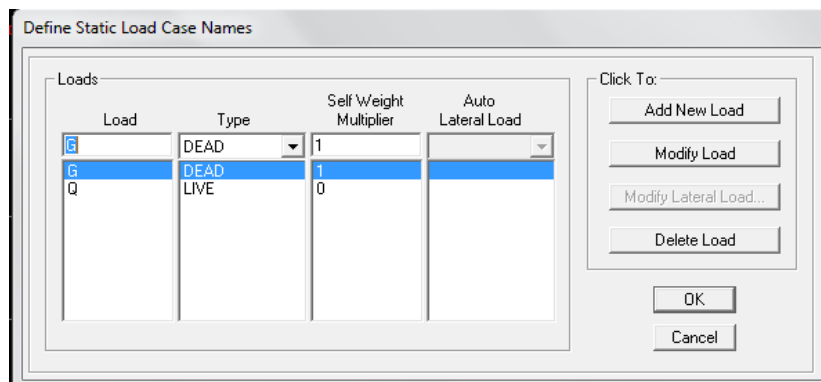 Define Static Load Case Names
Loads
Click To:
Self Weight Auto
Load Type Multiplier Lateral Load
G DEAD 1
G DEAD 1
Q LIVE 0
Add New Load
Modify Load
Modify Lateral Load...
Delete Load
OK
Cancel